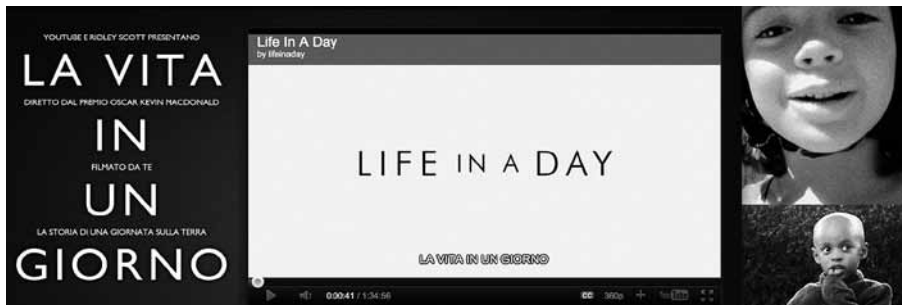 YOUTUBE E RIDLEY SCOTT PRESENTANO
LA VITA
DIRETTO DAL PREMIO OSCAR KEVIN MACDONALD
IN
FILMATO DA TE
UN
LA STORIA DI UNA GIORNATA SULLA TERRA
GIORNO
Life In A Day
by lifeinaday
LIFE IN A DAY
LA VITA IN UN GIORNO
0:00:41 / 1:34:56
CC 360p YouTube